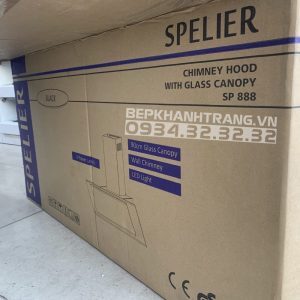 SPELIER
CHIMNEY HOOD
WITH GLASS CANOPY
SP 888
BLACK
BEPKHANHTRANG.VN
0934.32.32.32
90cm Glass Canopy
Wall Chimney
LED Light
SPELIER
CE